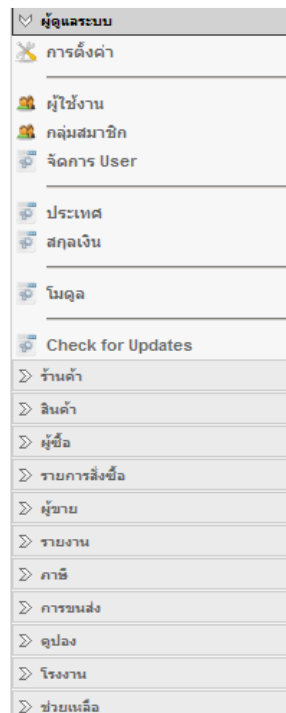 ผู้ดูแลระบบ
การตั้งค่า
ผู้ใช้งาน
กลุ่มสมาชิก
จัดการ User
ประเทศ
สกุลเงิน
โมดูล
Check for Updates
ร้านค้า
สินค้า
ผู้ซื้อ
รายการสั่งซื้อ
ผู้ขาย
รายงาน
ภาษี
การขนส่ง
คูปอง
โรงงาน
ช่วยเหลือ